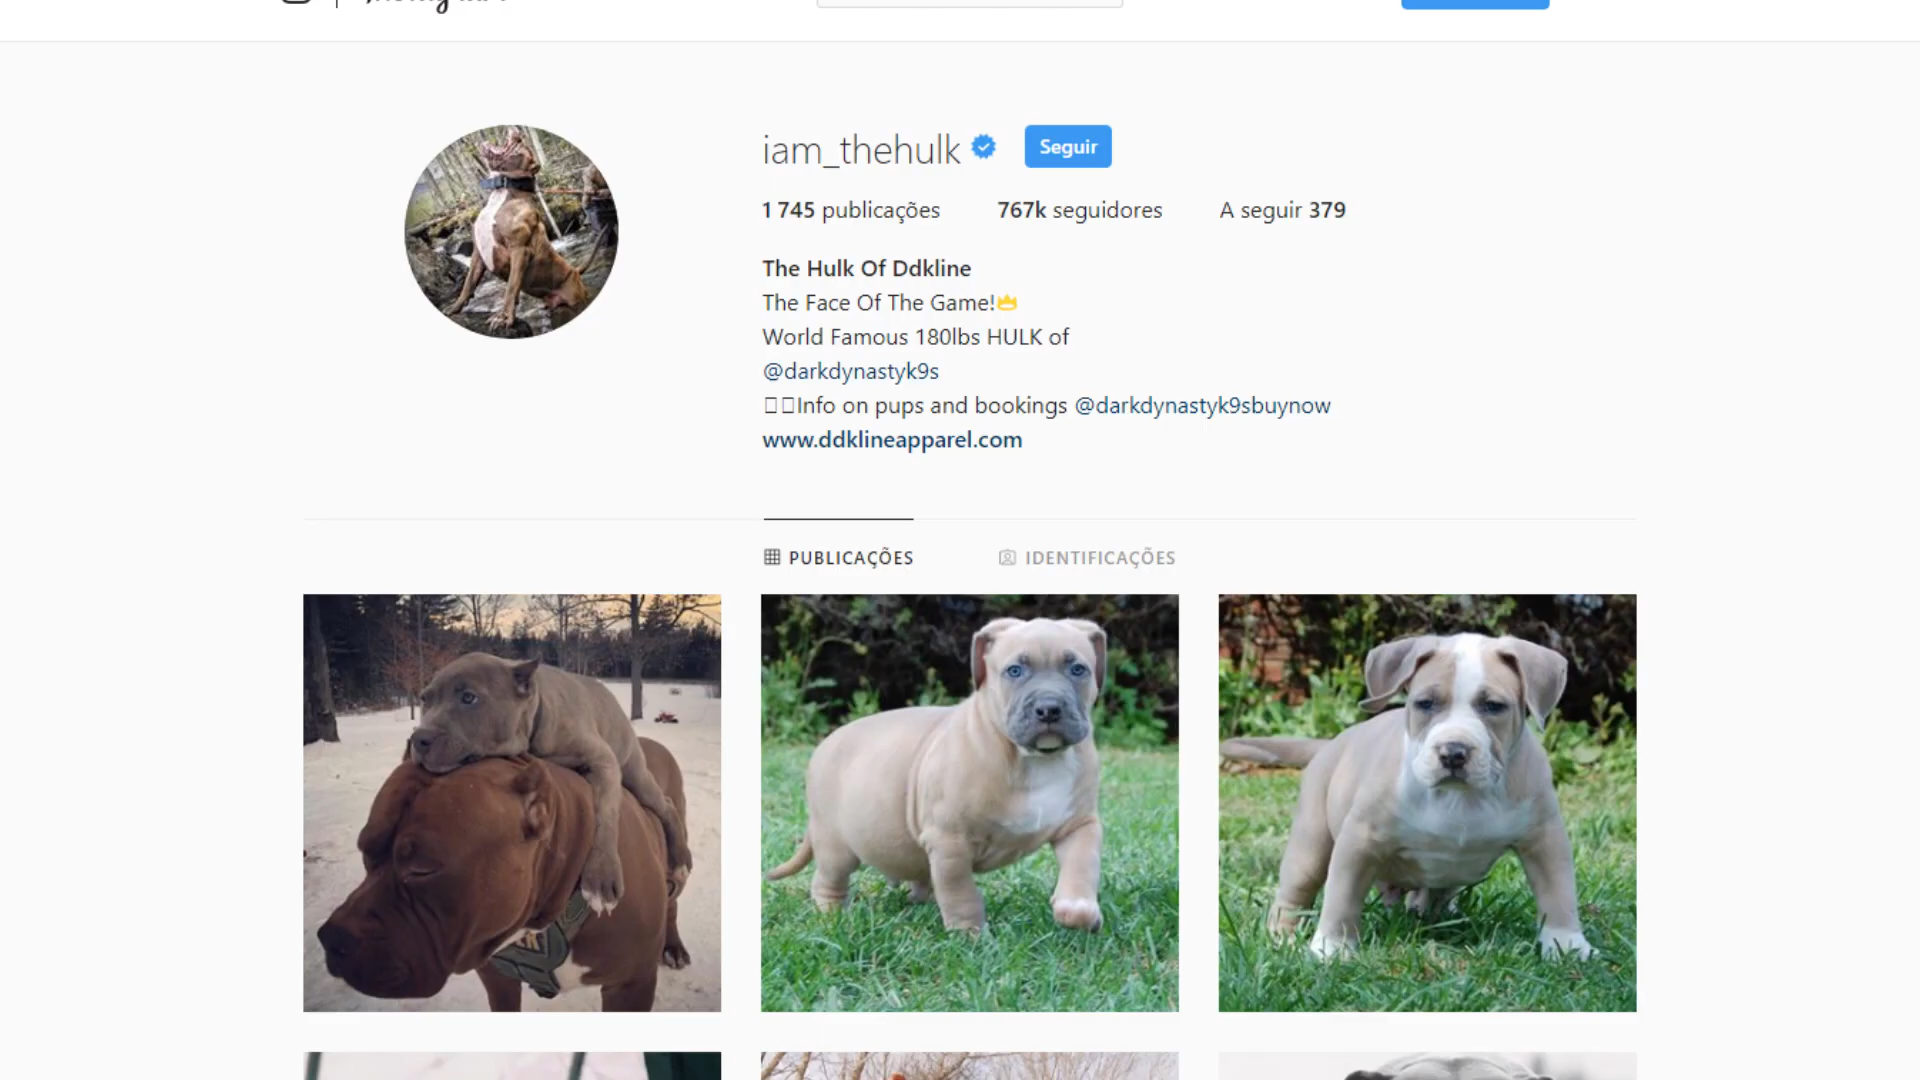 iam_thehulk Seguir
1 745 publicações 767k seguidores A seguir 379
The Hulk Of Ddkline
The Face Of The Game!
World Famous 180lbs HULK of
@darkdynastyk9s
Info on pups and bookings @darkdynastyk9sbuynow
www.ddklineapparel.com
PUBLICAÇÕES IDENTIFICAÇÕES